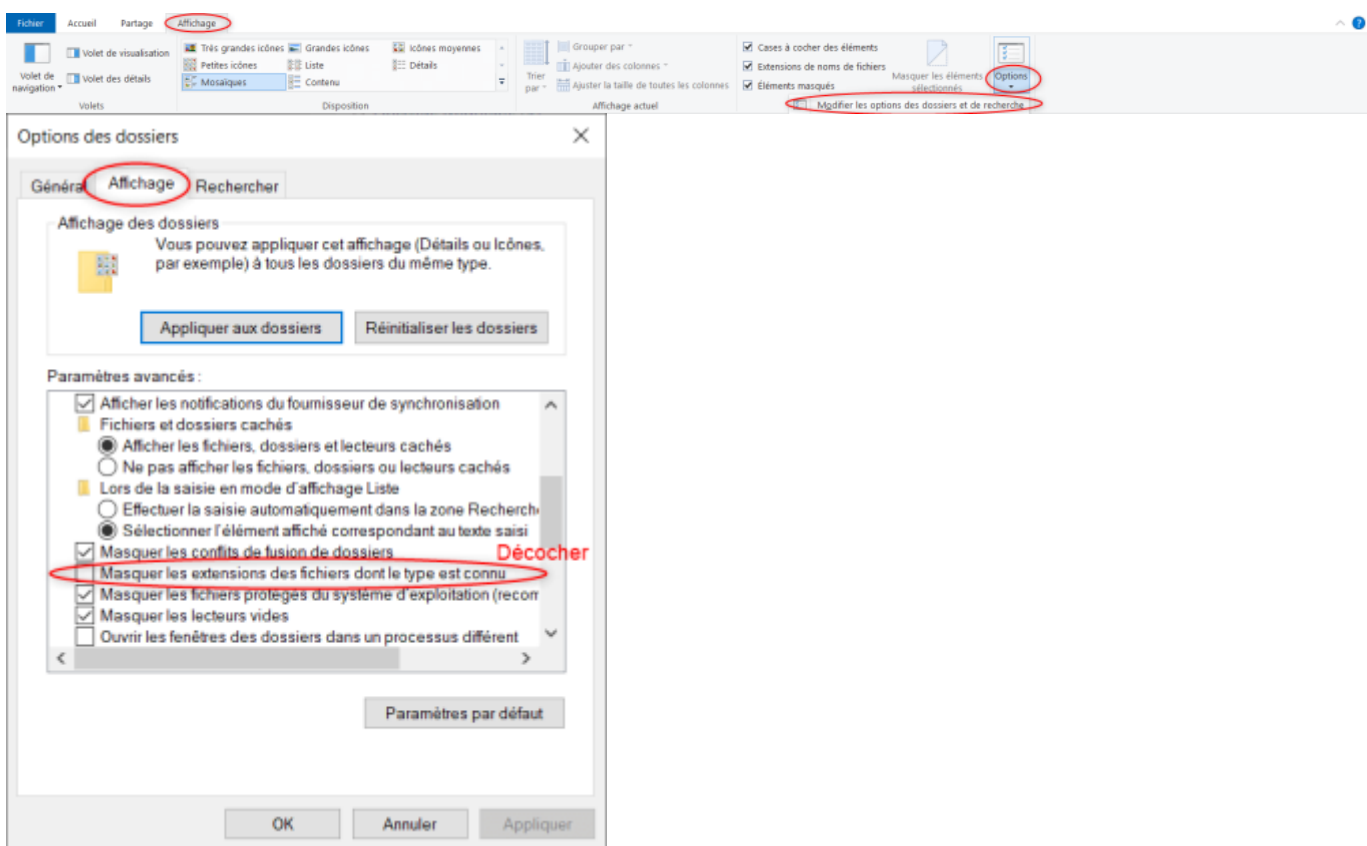 Fichier Accueil Partage Affichage
Volet de navigation
Volet de visualisation
Volet des détails
Volets
Très grandes icônes Grandes icônes Icônes moyennes
Petites icônes Liste Détails
Mosaïques Contenu
Disposition
Trier par
Grouper par
Ajouter des colonnes
Ajuster la taille de toutes les colonnes
Affichage actuel
Cases à cocher des éléments
Extensions de noms de fichiers
Éléments masqués
Masquer les éléments
sélectionnés
Options
Modifier les options des dossiers et de recherche
Options des dossiers
Général Affichage Rechercher
Affichage des dossiers
Vous pouvez appliquer cet affichage (Détails ou Icônes,
par exemple) à tous les dossiers du même type.
Appliquer aux dossiers Réinitialiser les dossiers
Paramètres avancés :
Afficher les notifications du fournisseur de synchronisation
Fichiers et dossiers cachés
Afficher les fichiers, dossiers et lecteurs cachés
Ne pas afficher les fichiers, dossiers ou lecteurs cachés
Lors de la saisie en mode d'affichage Liste
Effectuer la saisie automatiquement dans la zone Recherch
Sélectionner l'élément affiché correspondant au texte saisi
Masquer les conflits de fusion de dossiers
Décocher
Masquer les extensions des fichiers dont le type est connu
Masquer les fichiers protégés du système d'exploitation (recom
Masquer les lecteurs vides
Ouvrir les fenêtres des dossiers dans un processus différent
Paramètres par défaut
OK Annuler Appliquer